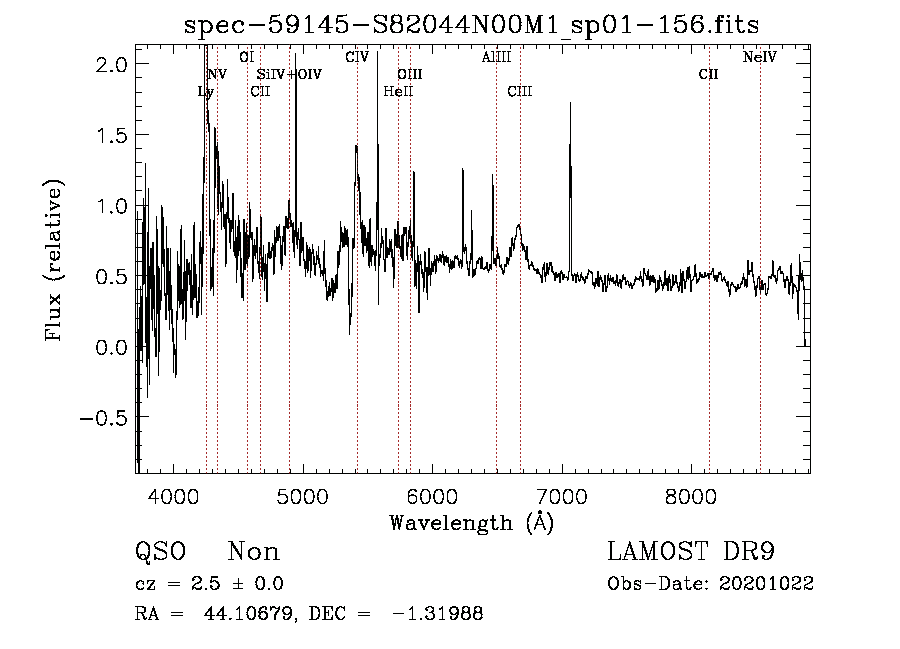 spec-59145-S82044N00M1_sp01-156.fits
OI CIV AlIII NeIV
NV SiIV+OIV OIII CII
Ly CII HeII CIII
2.0
1.5
1.0
0.5
0.0
-0.5
Flux (relative)
4000 5000 6000 7000 8000
Wavelength (Å)
QSO Non LAMOST DR9
cz = 2.5 ± 0.0 Obs-Date: 20201022
RA = 44.10679, DEC = -1.31988